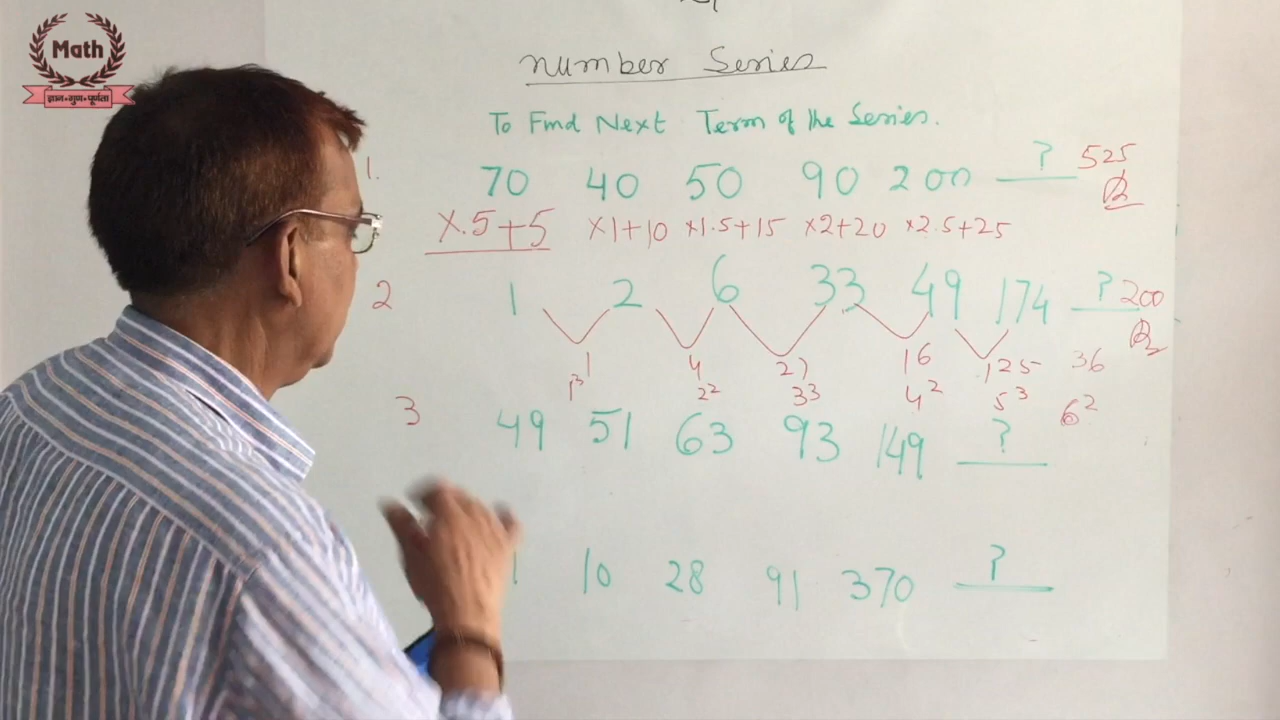 Math
ज्ञान•गुण•पूर्णता
Number Series
To Find Next Term of the Series.
1. 70 40 50 90 200 ? 525
×.5+5 ×1+10 ×1.5+15 ×2+20 ×2.5+25
2 1 2 6 33 49 174 ? 200
1 4 27 16 125 36
1³ 2² 3³ 4² 5³ 6²
3 49 51 63 93 149 ?
1 10 28 91 370 ?